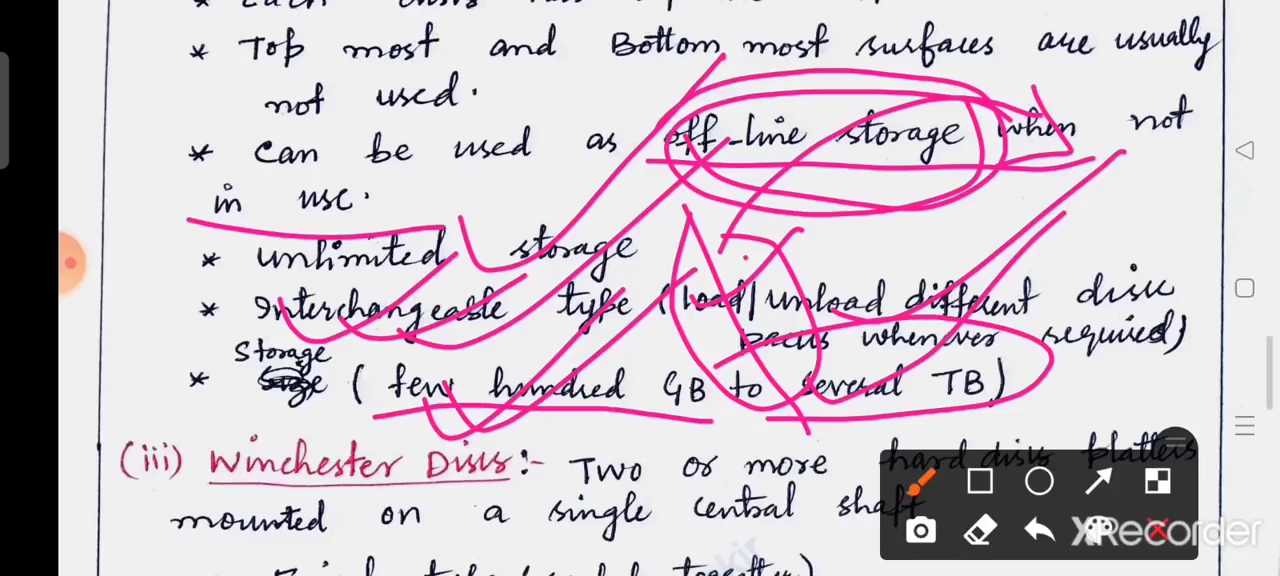 * Top most and Bottom most surfaces are usually
not used.
* Can be used as off-line storage when not
in use.
* Unlimited storage
* Interchangeable type (load/unload different disk
packs whenever required)
Storage
* (few hundred GB to several TB)
(iii) Winchester Disks:- Two or more hard disks platters
mounted on a single central shaft
XRecorder